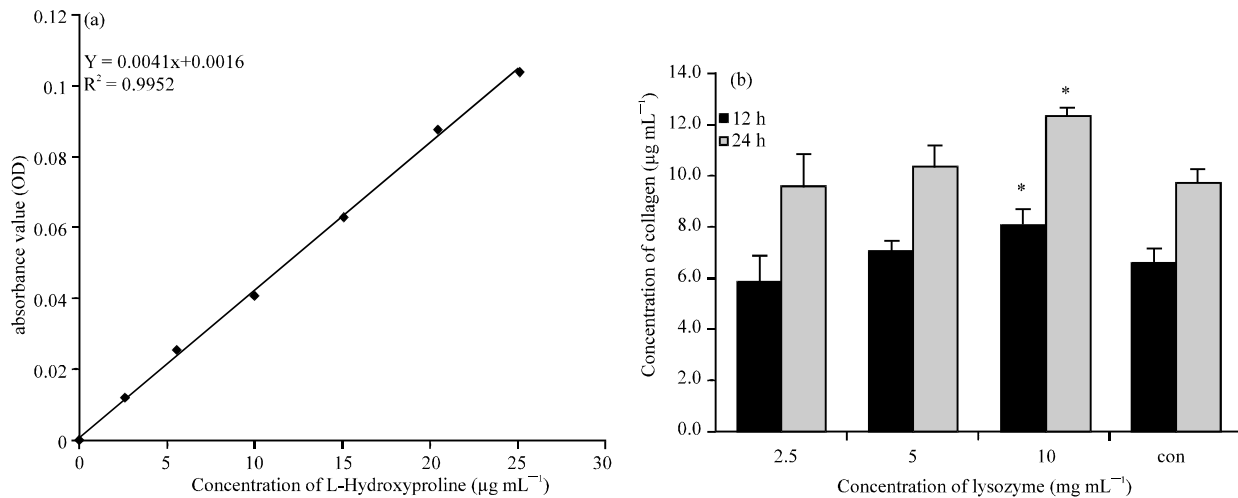 (a)
Y = 0.0041x+0.0016
R² = 0.9952
absorbance value (OD)
0.12
0.1
0.08
0.06
0.04
0.02
0
0 5 10 15 20 25 30
Concentration of L-Hydroxyproline (µg mL⁻¹)
(b)
12 h
24 h
Concentration of collagen (µg mL⁻¹)
14.0
12.0
10.0
8.0
6.0
4.0
2.0
0.0
*
*
2.5 5 10 con
Concentration of lysozyme (mg mL⁻¹)